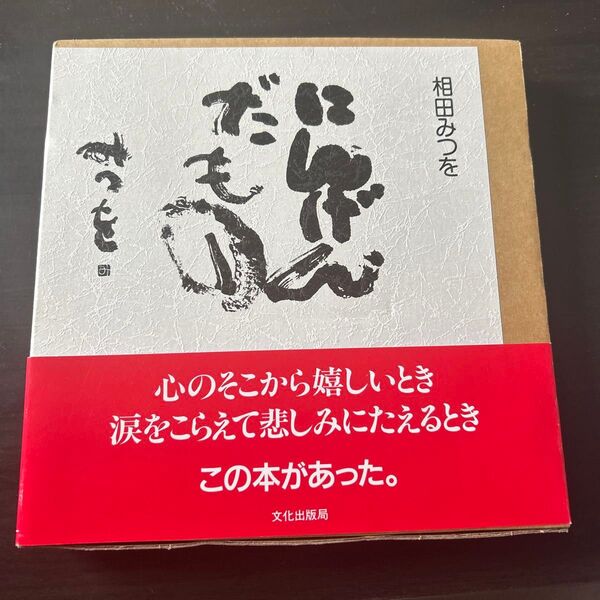 相田みつを
にんげん
だもの
みつを
心のそこから嬉しいとき
涙をこらえて悲しみにたえるとき
この本があった。
文化出版局